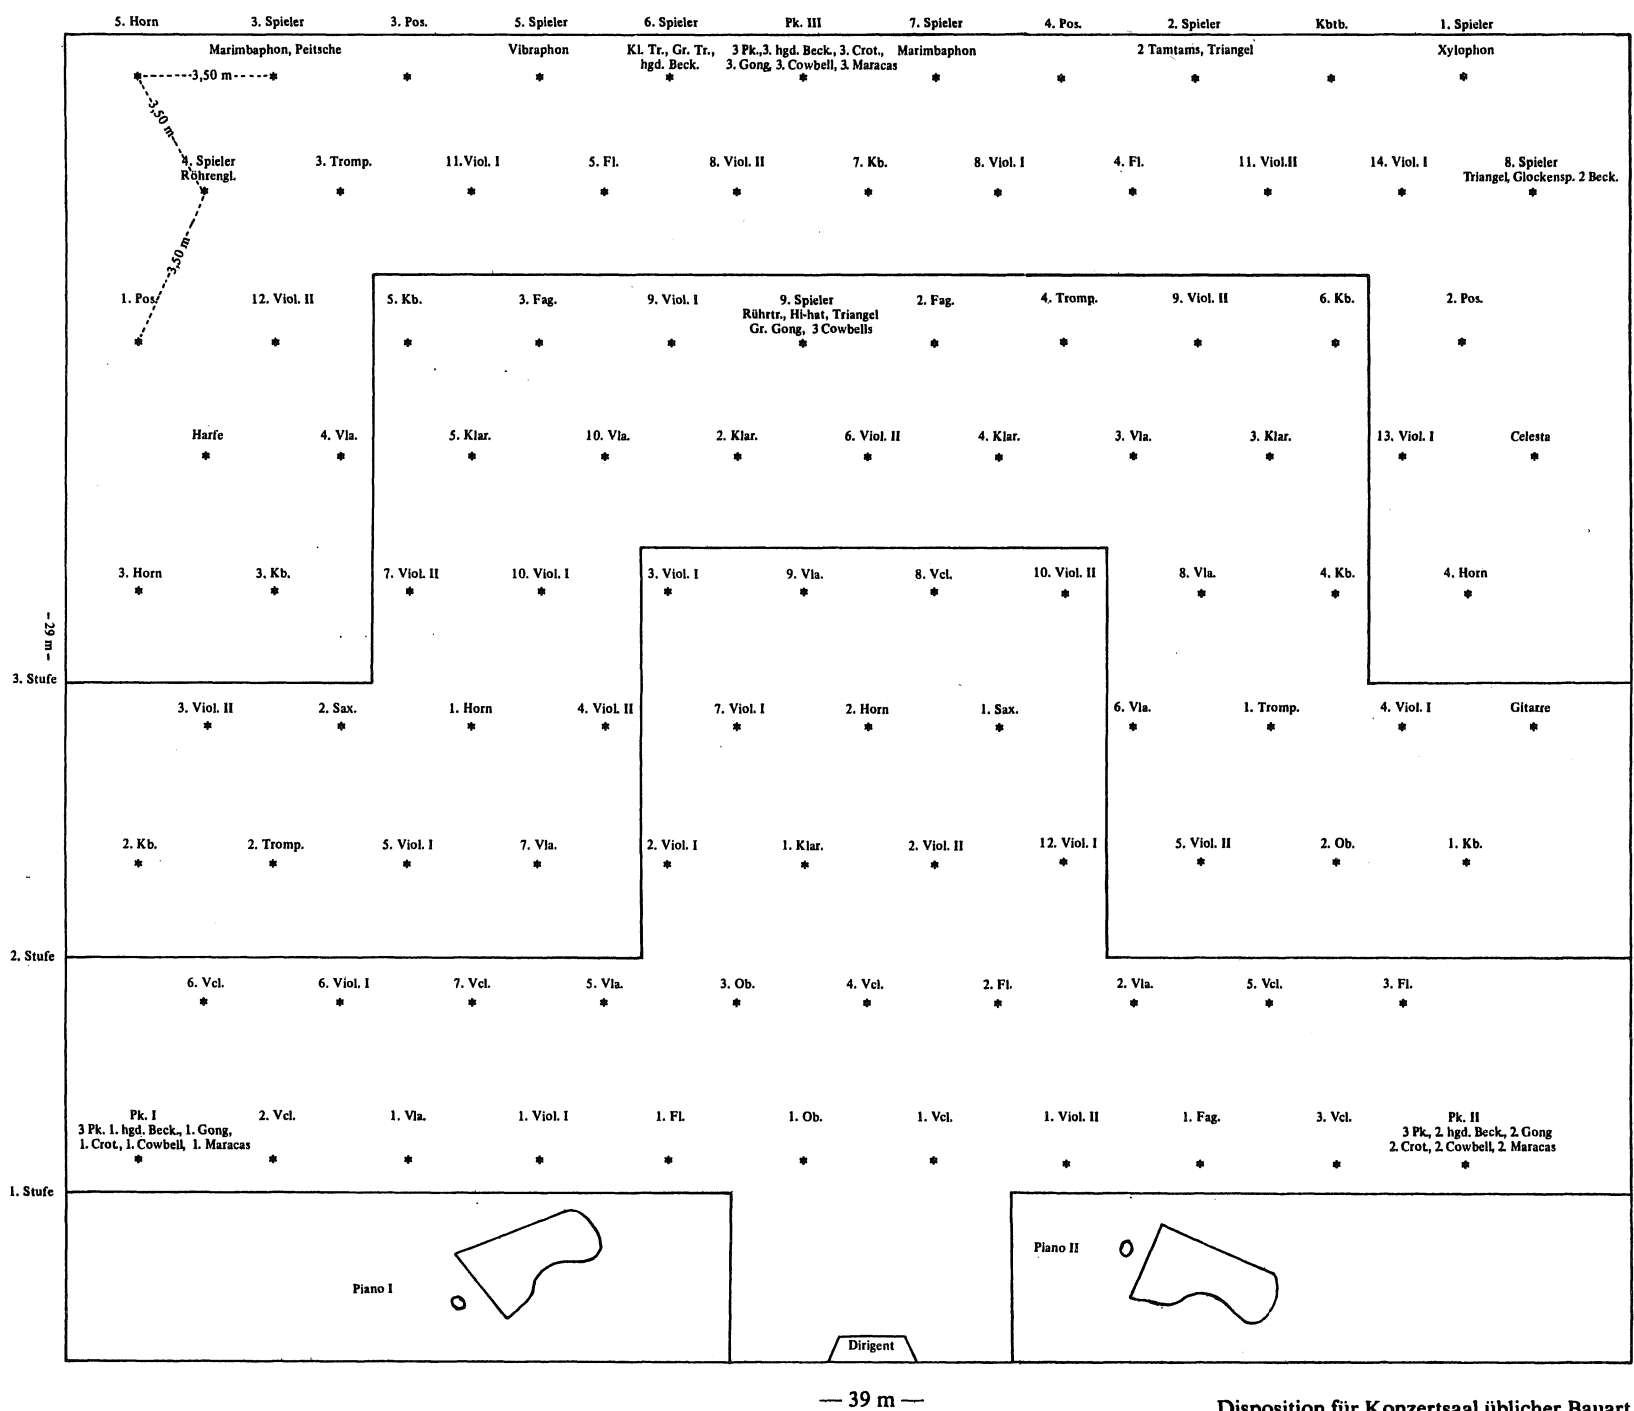 5. Horn 3. Spieler 3. Pos. 5. Spieler 6. Spieler Pk. III 7. Spieler 4. Pos. 2. Spieler Kbtb. 1. Spieler
Marimbaphon, Peitsche Vibraphon Kl. Tr., Gr. Tr., 3 Pk.,3. hgd. Beck., 3. Crot., Marimbaphon 2 Tamtams, Triangel Xylophon
hgd. Beck. 3. Gong, 3. Cowbell, 3. Maracas
3,50 m
3,50 m
4. Spieler 3. Tromp. 11. Viol. I 5. Fl. 8. Viol. II 7. Kb. 8. Viol. I 4. Fl. 11. Viol.II 14. Viol. I 8. Spieler
Röhrengl. Triangel, Glockensp. 2 Beck.
3,50 m
1. Pos. 12. Viol. II 5. Kb. 3. Fag. 9. Viol. I 9. Spieler 2. Fag. 4. Tromp. 9. Viol. II 6. Kb. 2. Pos.
Rührtr., Hi-hat, Triangel
Gr. Gong, 3 Cowbells
Harfe 4. Vla. 5. Klar. 10. Vla. 2. Klar. 6. Viol. II 4. Klar. 3. Vla. 3. Klar. 13. Viol. I Celesta
3. Horn 3. Kb. 7. Viol. II 10. Viol. I 3. Viol. I 9. Vla. 8. Vcl. 10. Viol. II 8. Vla. 4. Kb. 4. Horn
– 29 m –
3. Stufe
3. Viol. II 2. Sax. 1. Horn 4. Viol. II 7. Viol. I 2. Horn 1. Sax. 6. Vla. 1. Tromp. 4. Viol. I Gitarre
2. Kb. 2. Tromp. 5. Viol. I 7. Vla. 2. Viol. I 1. Klar. 2. Viol. II 12. Viol. I 5. Viol. II 2. Ob. 1. Kb.
2. Stufe
6. Vcl. 6. Viol. I 7. Vcl. 5. Vla. 3. Ob. 4. Vcl. 2. Fl. 2. Vla. 5. Vcl. 3. Fl.
Pk. I 2. Vcl. 1. Vla. 1. Viol. I 1. Fl. 1. Ob. 1. Vcl. 1. Viol. II 1. Fag. 3. Vcl. Pk. II
3 Pk. 1. hgd. Beck., 1. Gong, 3 Pk., 2. hgd. Beck., 2. Gong
1. Crot., 1. Cowbell, 1. Maracas 2. Crot., 2. Cowbell, 2. Maracas
1. Stufe
Piano II
Piano I
Dirigent
— 39 m —
Disposition für Konzertsaal üblicher Bauart